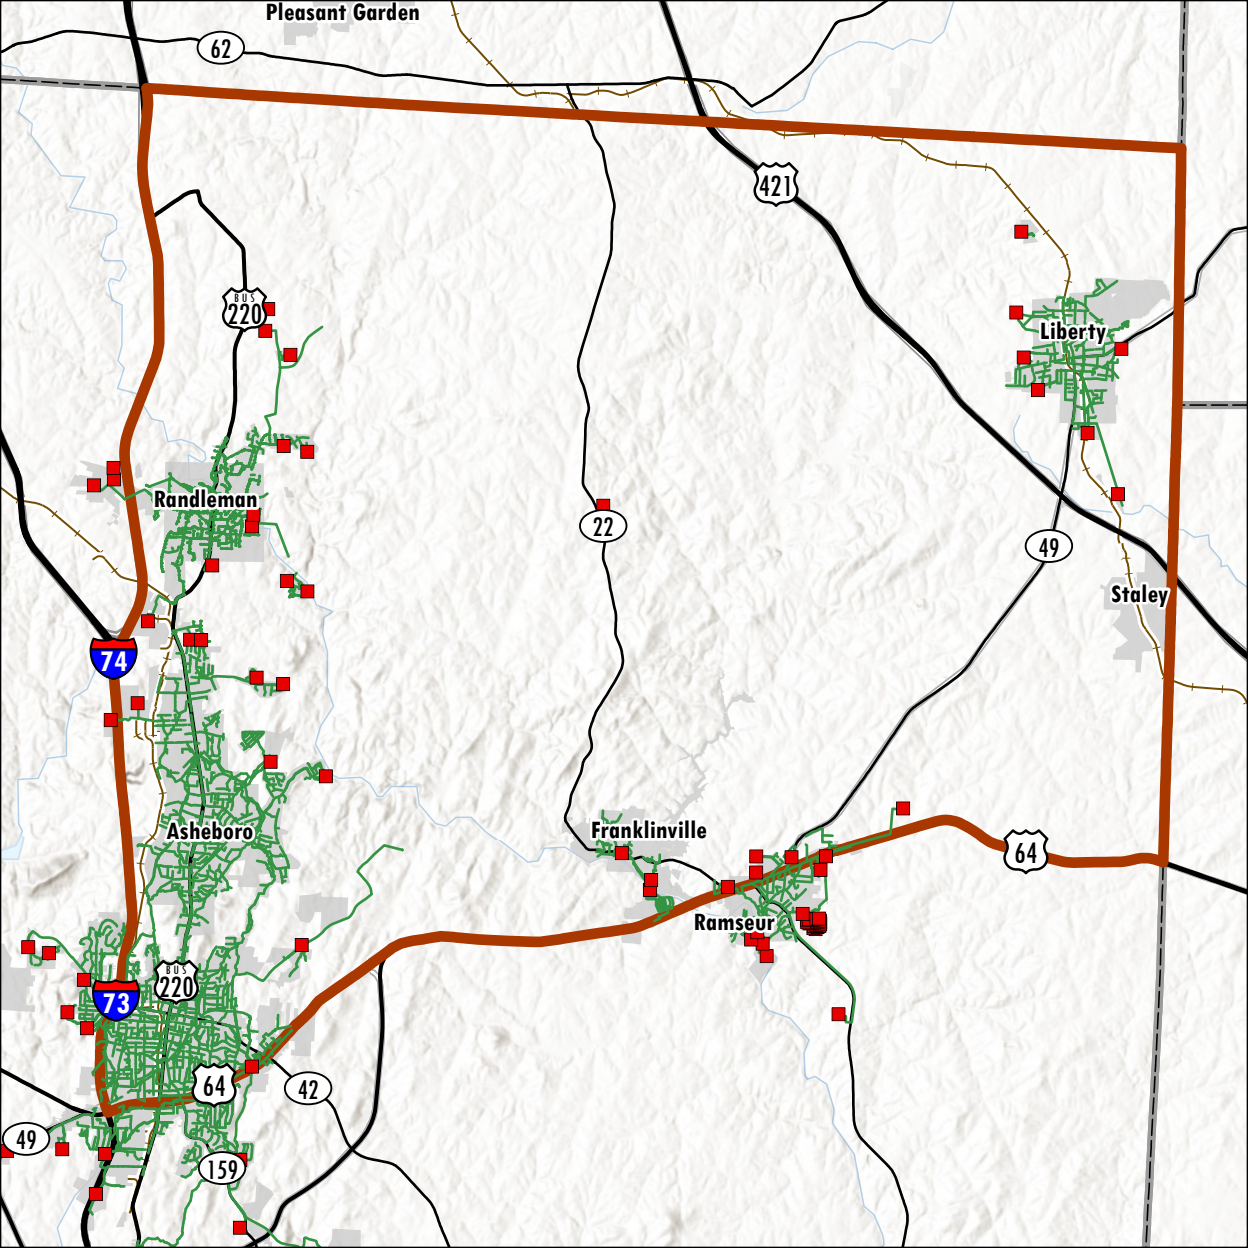 Pleasant Garden
62
421
BUS
220
Liberty
Randleman
22
49
Staley
74
Asheboro
Franklinville
64
Ramseur
BUS
220
73
64
42
49
159